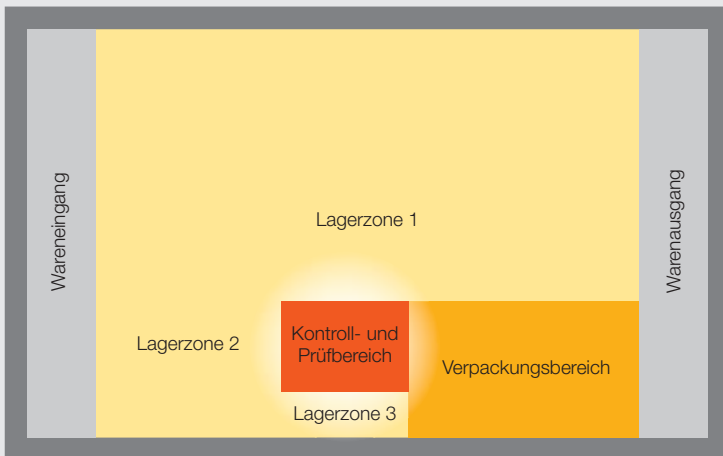 Wareneingang
Lagerzone 1
Warenausgang
Lagerzone 2
Kontroll- und
Prüfbereich
Verpackungsbereich
Lagerzone 3